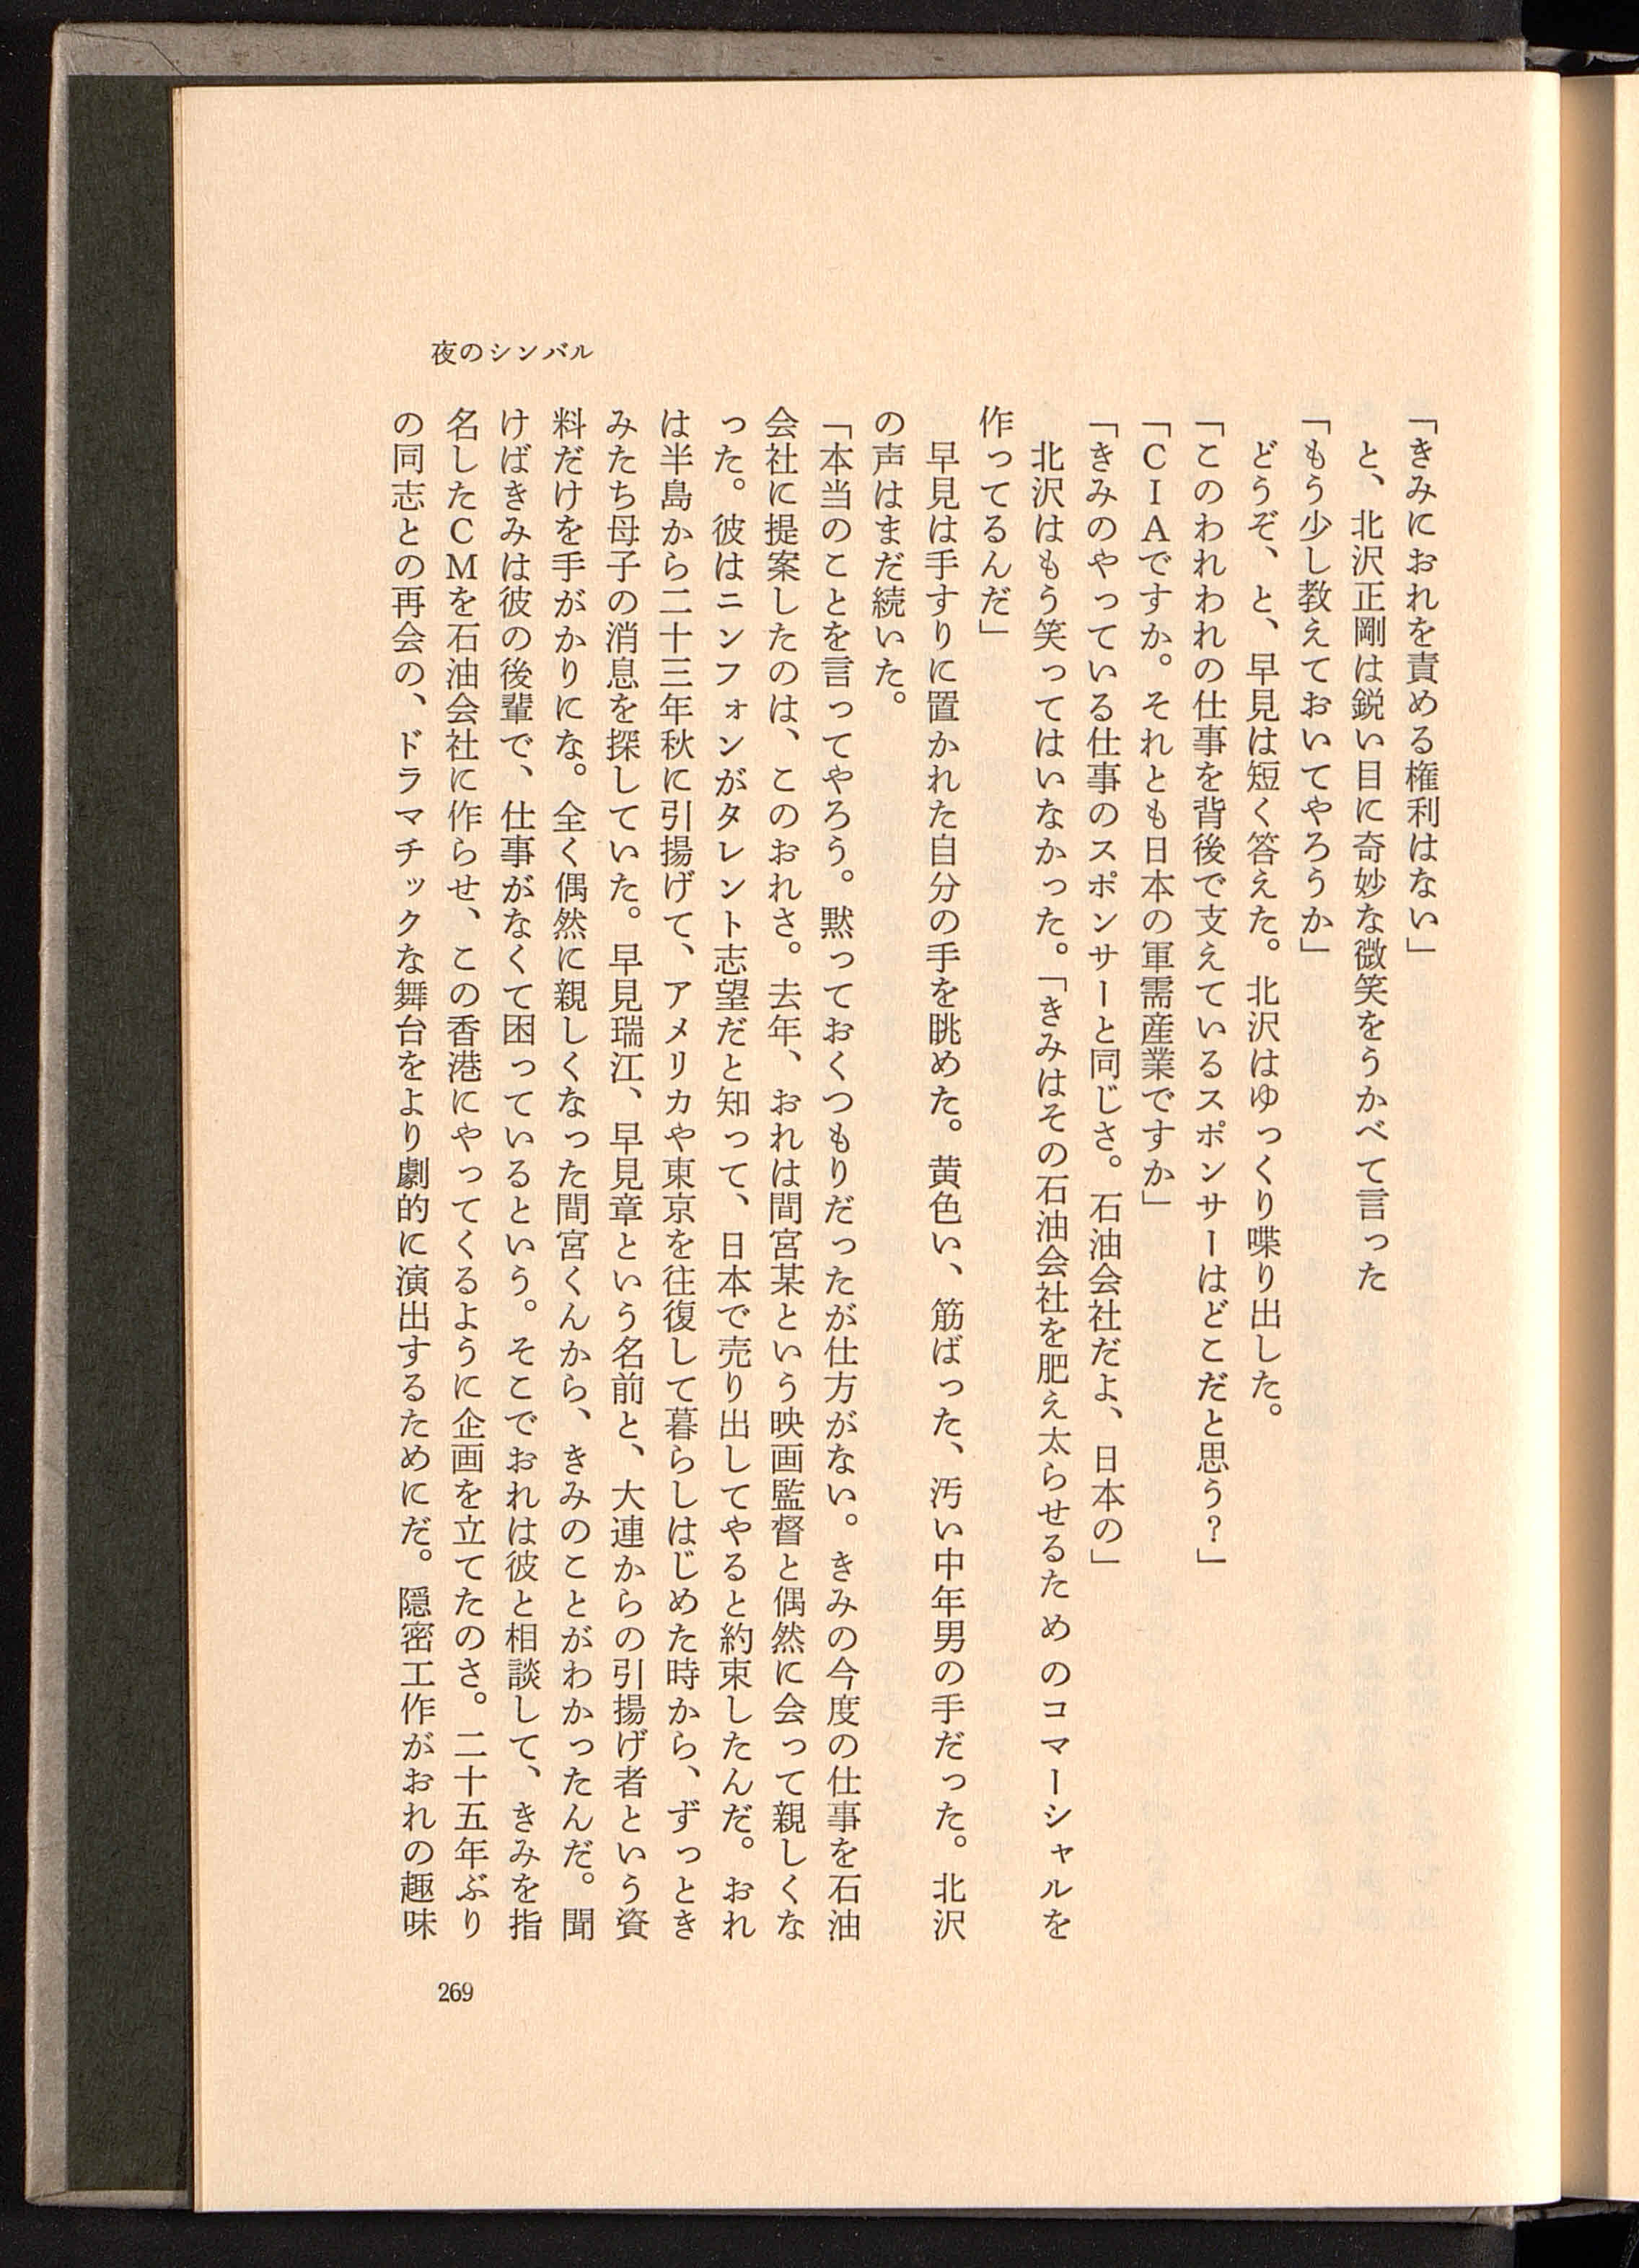 夜のシンバル
「きみにおれを責める権利はない」
と、北沢正剛は鋭い目に奇妙な微笑をうかべて言った
「もう少し教えておいてやろうか」
どうぞ、と、早見は短く答えた。北沢はゆっくり喋り出した。
「このわれわれの仕事を背後で支えているスポンサーはどこだと思う？」
「ＣＩＡですか。それとも日本の軍需産業ですか」
「きみのやっている仕事のスポンサーと同じさ。石油会社だよ、日本の」
北沢はもう笑ってはいなかった。「きみはその石油会社を肥え太らせるためのコマーシャルを
作ってるんだ」
早見は手すりに置かれた自分の手を眺めた。黄色い、筋ばった、汚い中年男の手だった。北沢
の声はまだ続いた。
「本当のことを言ってやろう。黙っておくつもりだったが仕方がない。きみの今度の仕事を石油
会社に提案したのは、このおれさ。去年、おれは間宮某という映画監督と偶然に会って親しくな
った。彼はニンフォンがタレント志望だと知って、日本で売り出してやると約束したんだ。おれ
は半島から二十三年秋に引揚げて、アメリカや東京を往復して暮らしはじめた時から、ずっとき
みたち母子の消息を探していた。早見瑞江、早見章という名前と、大連からの引揚げ者という資
料だけを手がかりにな。全く偶然に親しくなった間宮くんから、きみのことがわかったんだ。聞
けばきみは彼の後輩で、仕事がなくて困っているという。そこでおれは彼と相談して、きみを指
名したＣＭを石油会社に作らせ、この香港にやってくるように企画を立てたのさ。二十五年ぶり
の同志との再会の、ドラマチックな舞台をより劇的に演出するためにだ。隠密工作がおれの趣味
269